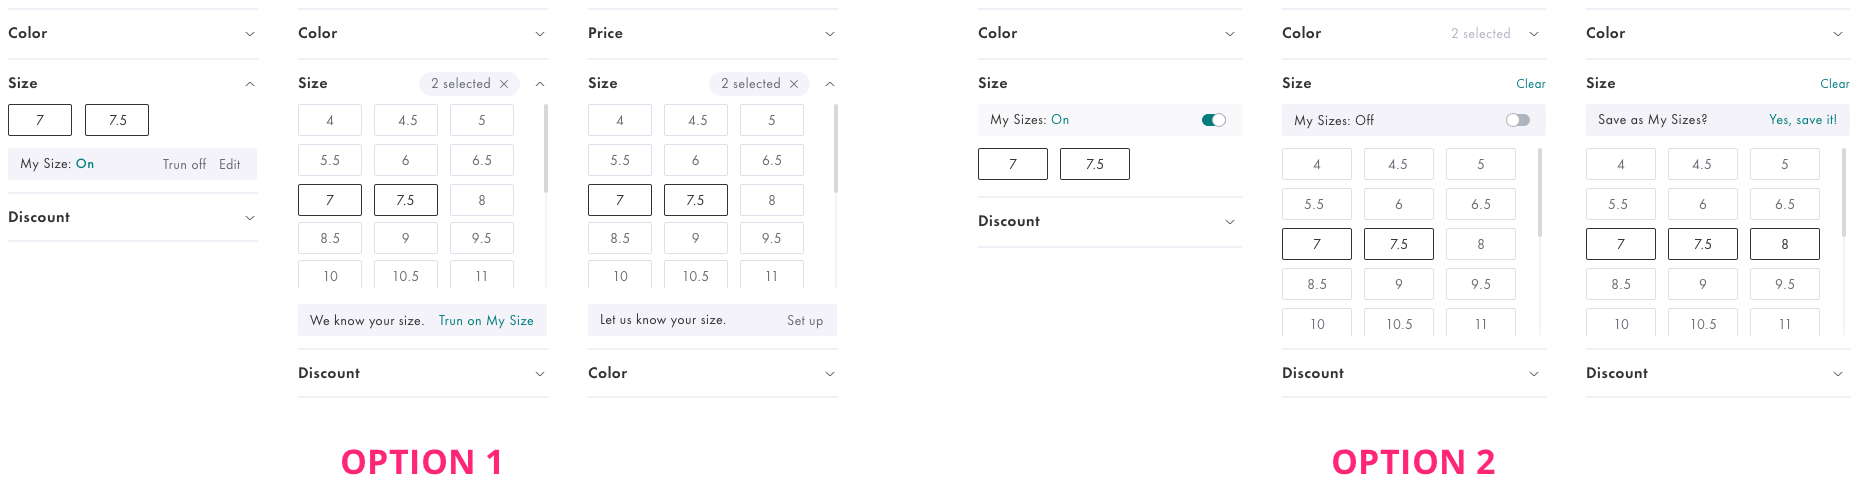 Color
Size
7 7.5
My Size: On Trun off Edit
Discount
Color
Size 2 selected ×
4 4.5 5
5.5 6 6.5
7 7.5 8
8.5 9 9.5
10 10.5 11
We know your size. Trun on My Size
Discount
Price
Size 2 selected ×
4 4.5 5
5.5 6 6.5
7 7.5 8
8.5 9 9.5
10 10.5 11
Let us know your size. Set up
Color
OPTION 1
Color
Size
My Sizes: On
7 7.5
Discount
Color 2 selected
Size Clear
My Sizes: Off
4 4.5 5
5.5 6 6.5
7 7.5 8
8.5 9 9.5
10 10.5 11
Discount
Color
Size Clear
Save as My Sizes? Yes, save it!
4 4.5 5
5.5 6 6.5
7 7.5 8
8.5 9 9.5
10 10.5 11
Discount
OPTION 2